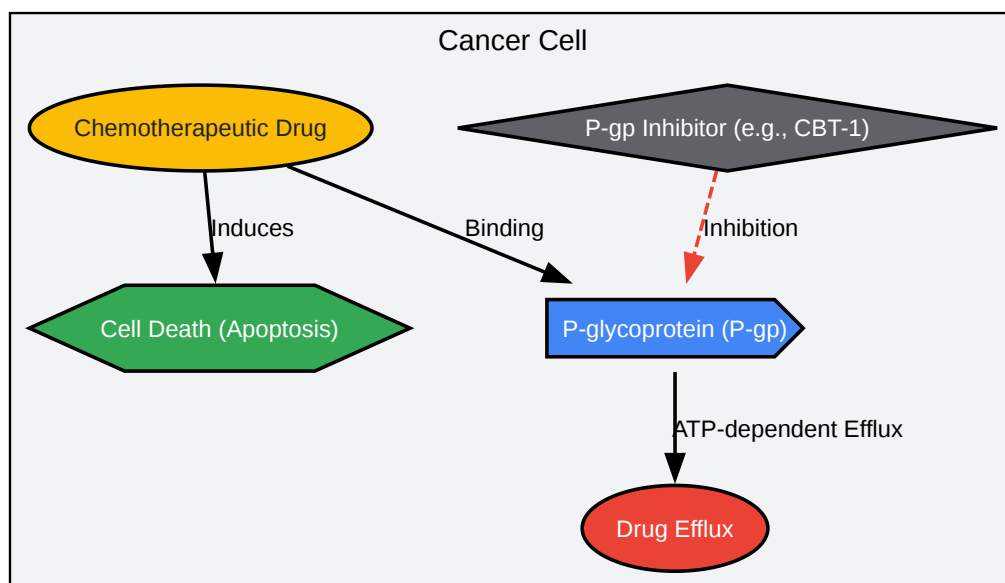 Cancer Cell
Chemotherapeutic Drug
P-gp Inhibitor (e.g., CBT-1)
Induces
Binding
Inhibition
Cell Death (Apoptosis)
P-glycoprotein (P-gp)
ATP-dependent Efflux
Drug Efflux